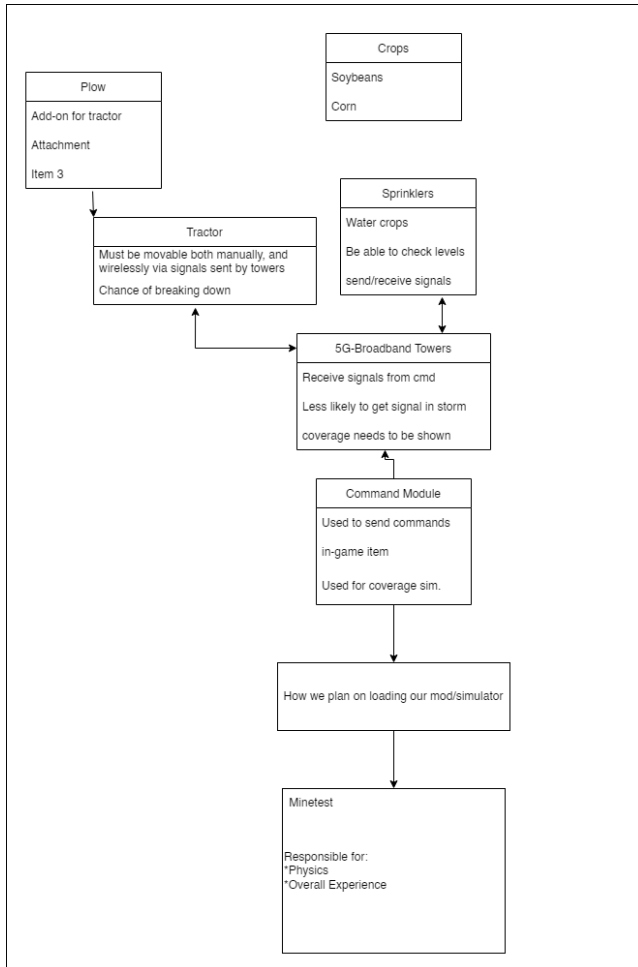 Crops
Soybeans
Corn
Plow
Add-on for tractor
Attachment
Item 3
Sprinklers
Water crops
Be able to check levels
send/receive signals
Tractor
Must be movable both manually, and
wirelessly via signals sent by towers
Chance of breaking down
5G-Broadband Towers
Receive signals from cmd
Less likely to get signal in storm
coverage needs to be shown
Command Module
Used to send commands
in-game item
Used for coverage sim.
How we plan on loading our mod/simulator
Minetest
Responsible for:
*Physics
*Overall Experience